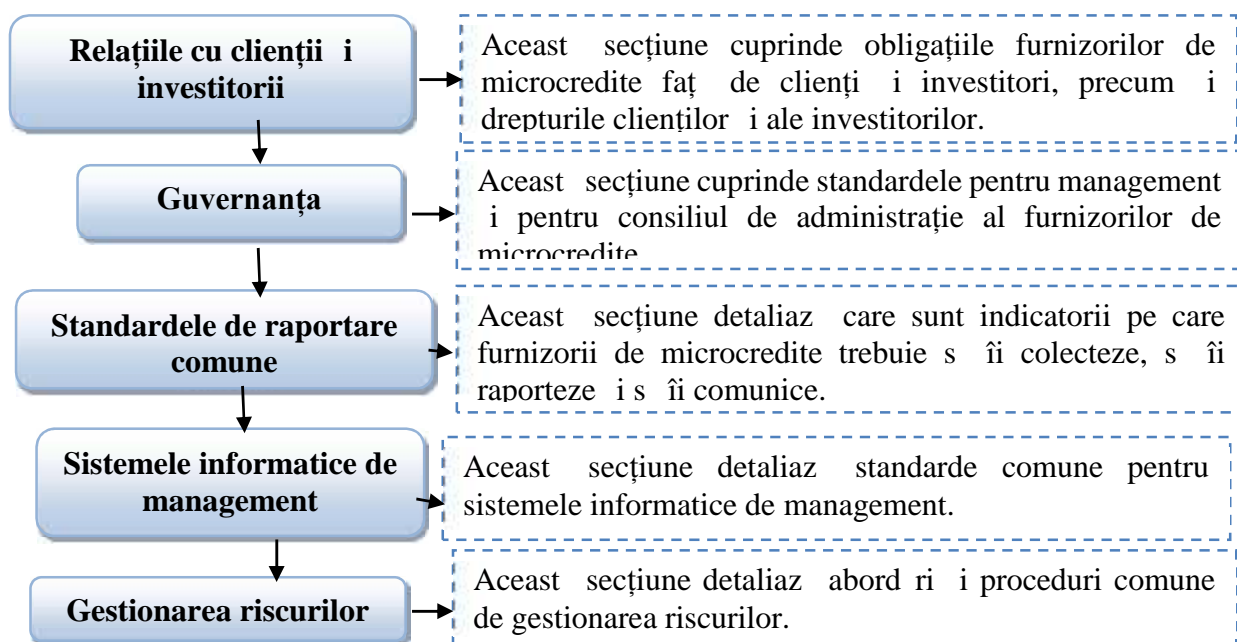 Relațiile cu clienții i
investitorii
Aceast secțiune cuprinde obligațiile furnizorilor de
microcredite faț de clienți i investitori, precum i
drepturile clienților i ale investitorilor.
Guvernanța
Aceast secțiune cuprinde standardele pentru management
i pentru consiliul de administrație al furnizorilor de
microcredite
Standardele de raportare
comune
Aceast secțiune detaliaz care sunt indicatorii pe care
furnizorii de microcredite trebuie s îi colecteze, s îi
raporteze i s îi comunice.
Sistemele informatice de
management
Aceast secțiune detaliaz standarde comune pentru
sistemele informatice de management.
Gestionarea riscurilor
Aceast secțiune detaliaz abord ri i proceduri comune
de gestionarea riscurilor.